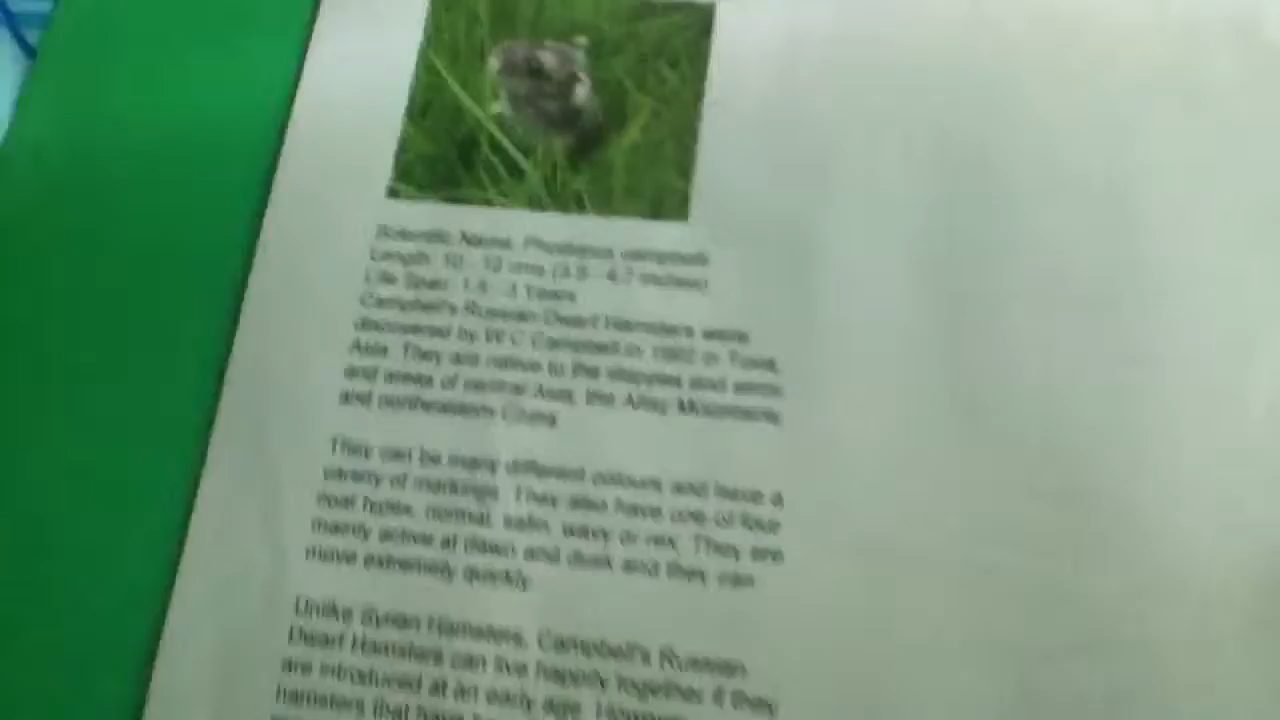 Scientific Name: Phodopus campbelli
Length: 10 - 12 cms (3.9 - 4.7 inches)
Life Span: 1.5 - 3 Years
Campbell's Russian Dwarf Hamsters were
discovered by W C Campbell in 1902 in Tuva,
Asia. They are native to the steppes and semi-
arid areas of central Asia, the Altay Mountains
and northeastern China.
They can be many different colours and have a
variety of markings. They also have one of four
coat types, normal, satin, wavy or rex. They are
mainly active at dawn and dusk and they can
move extremely quickly.
Unlike Syrian Hamsters, Campbell's Russian
Dwarf Hamsters can live happily together if they
are introduced at an early age. However,
hamsters that have